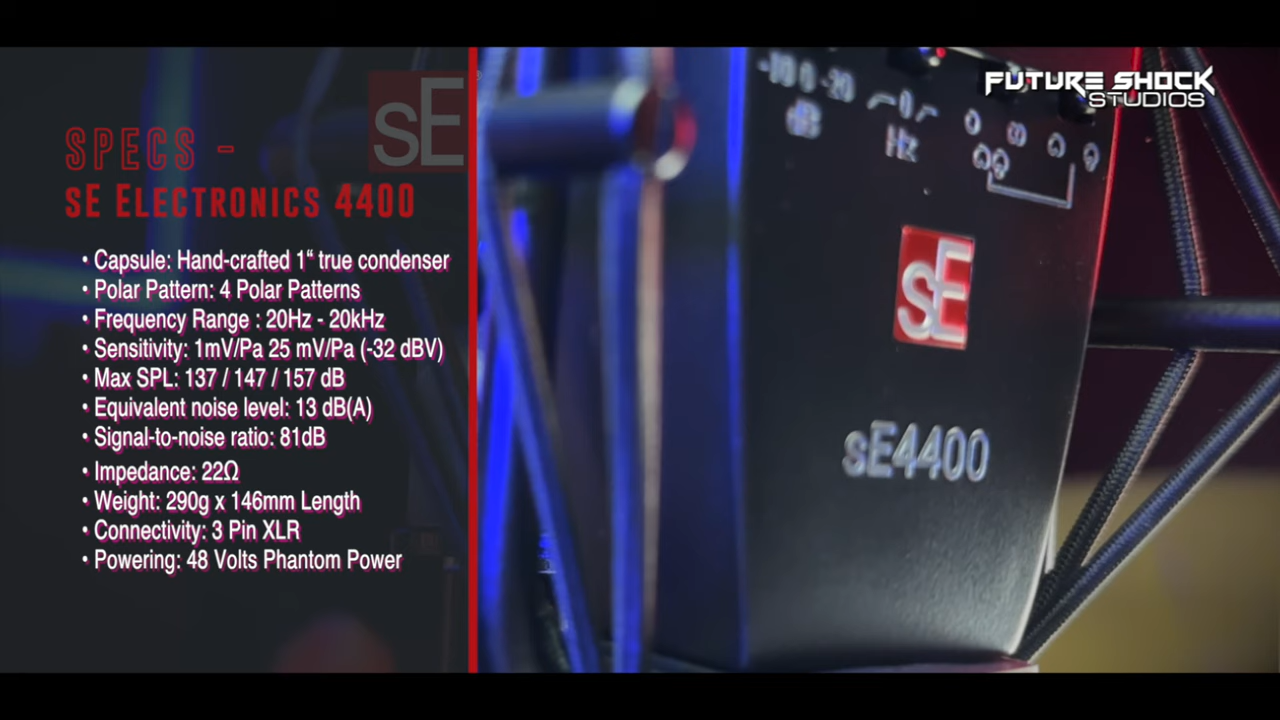 FUTURE SHOCK
STUDIOS
sE
SPECS -
sE ELECTRONICS 4400
• Capsule: Hand-crafted 1“ true condenser
• Polar Pattern: 4 Polar Patterns
• Frequency Range : 20Hz - 20kHz
• Sensitivity: 1mV/Pa 25 mV/Pa (-32 dBV)
• Max SPL: 137 / 147 / 157 dB
• Equivalent noise level: 13 dB(A)
• Signal-to-noise ratio: 81dB
• Impedance: 22Ω
• Weight: 290g x 146mm Length
• Connectivity: 3 Pin XLR
• Powering: 48 Volts Phantom Power
-10 0 -20
dB
0
Hz
sE
sE4400